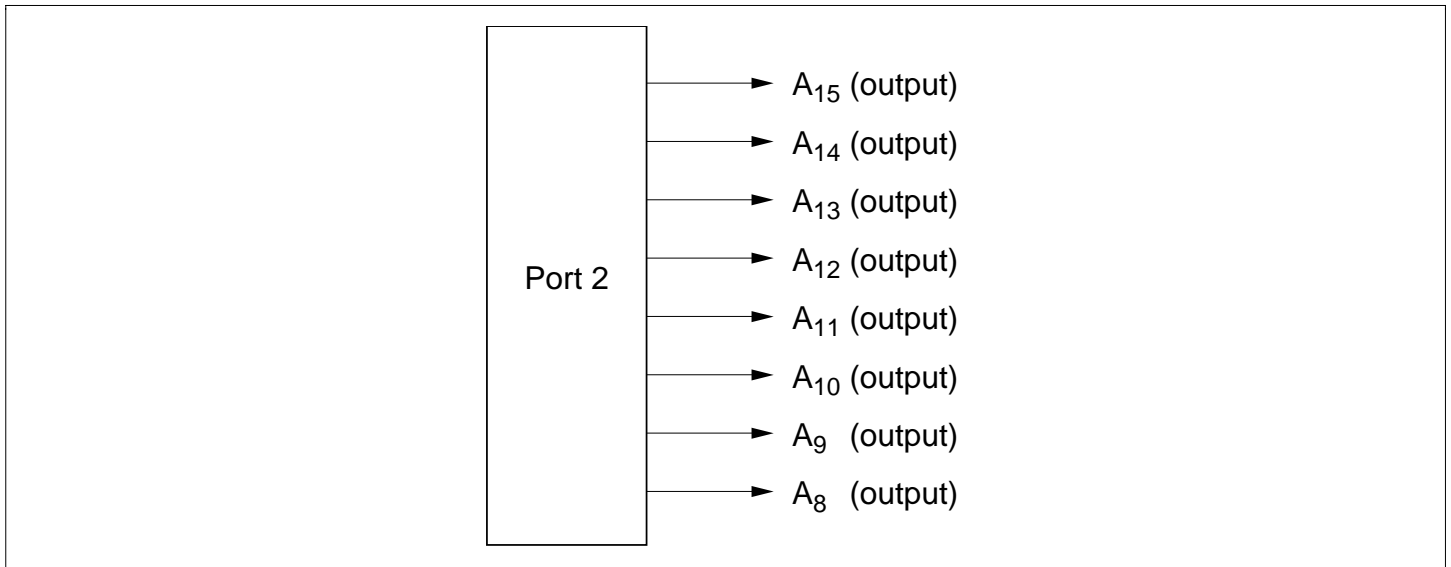 A15 (output)
A14 (output)
A13 (output)
A12 (output)
Port 2
A11 (output)
A10 (output)
A9 (output)
A8 (output)